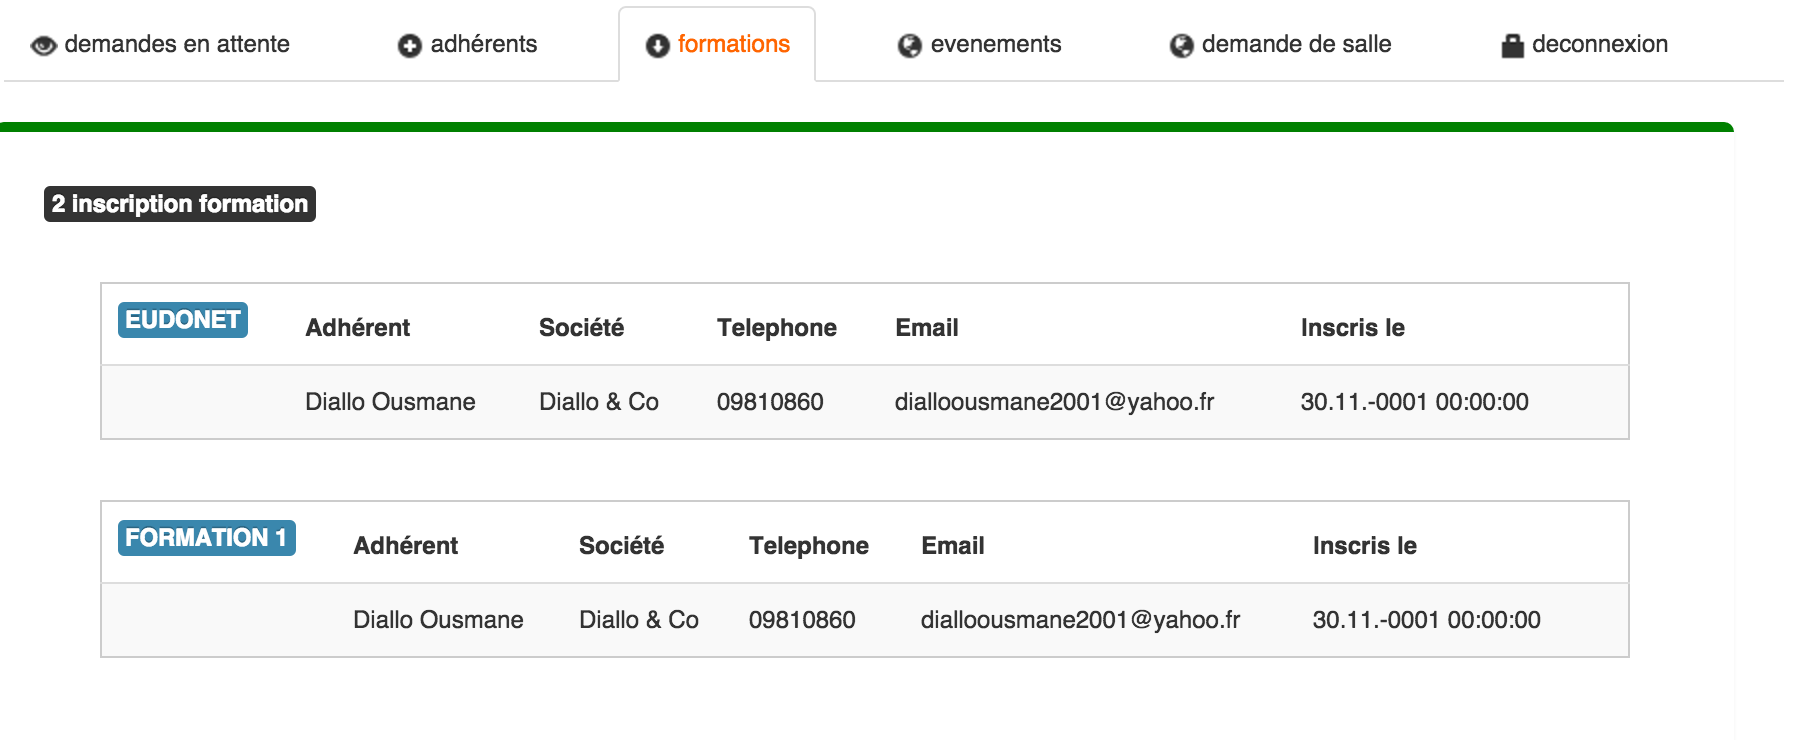 demandes en attente adhérents formations evenements demande de salle deconnexion
2 inscription formation
EUDONET Adhérent Société Telephone Email Inscris le
Diallo Ousmane Diallo & Co 09810860 dialloousmane2001@yahoo.fr 30.11.-0001 00:00:00
FORMATION 1 Adhérent Société Telephone Email Inscris le
Diallo Ousmane Diallo & Co 09810860 dialloousmane2001@yahoo.fr 30.11.-0001 00:00:00